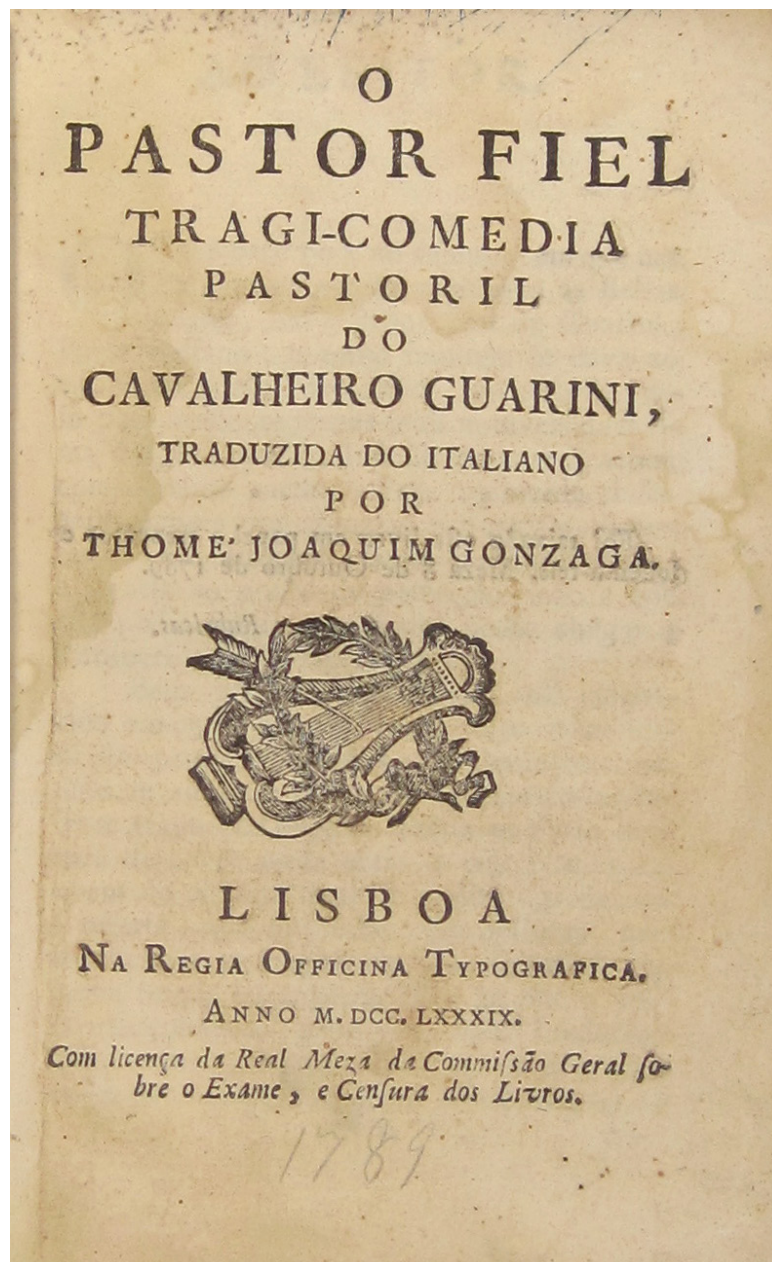 O
PASTOR FIEL
TRAGI-COMEDIA
PASTORIL
DO
CAVALHEIRO GUARINI,
TRADUZIDA DO ITALIANO
POR
THOME' JOAQUIM GONZAGA.
LISBOA
NA REGIA OFFICINA TYPOGRAFICA.
ANNO M. DCC. LXXXIX.
Com licença da Real Meza da Commiſsão Geral ſo-
bre o Exame, e Cenſura dos Livros.
1789